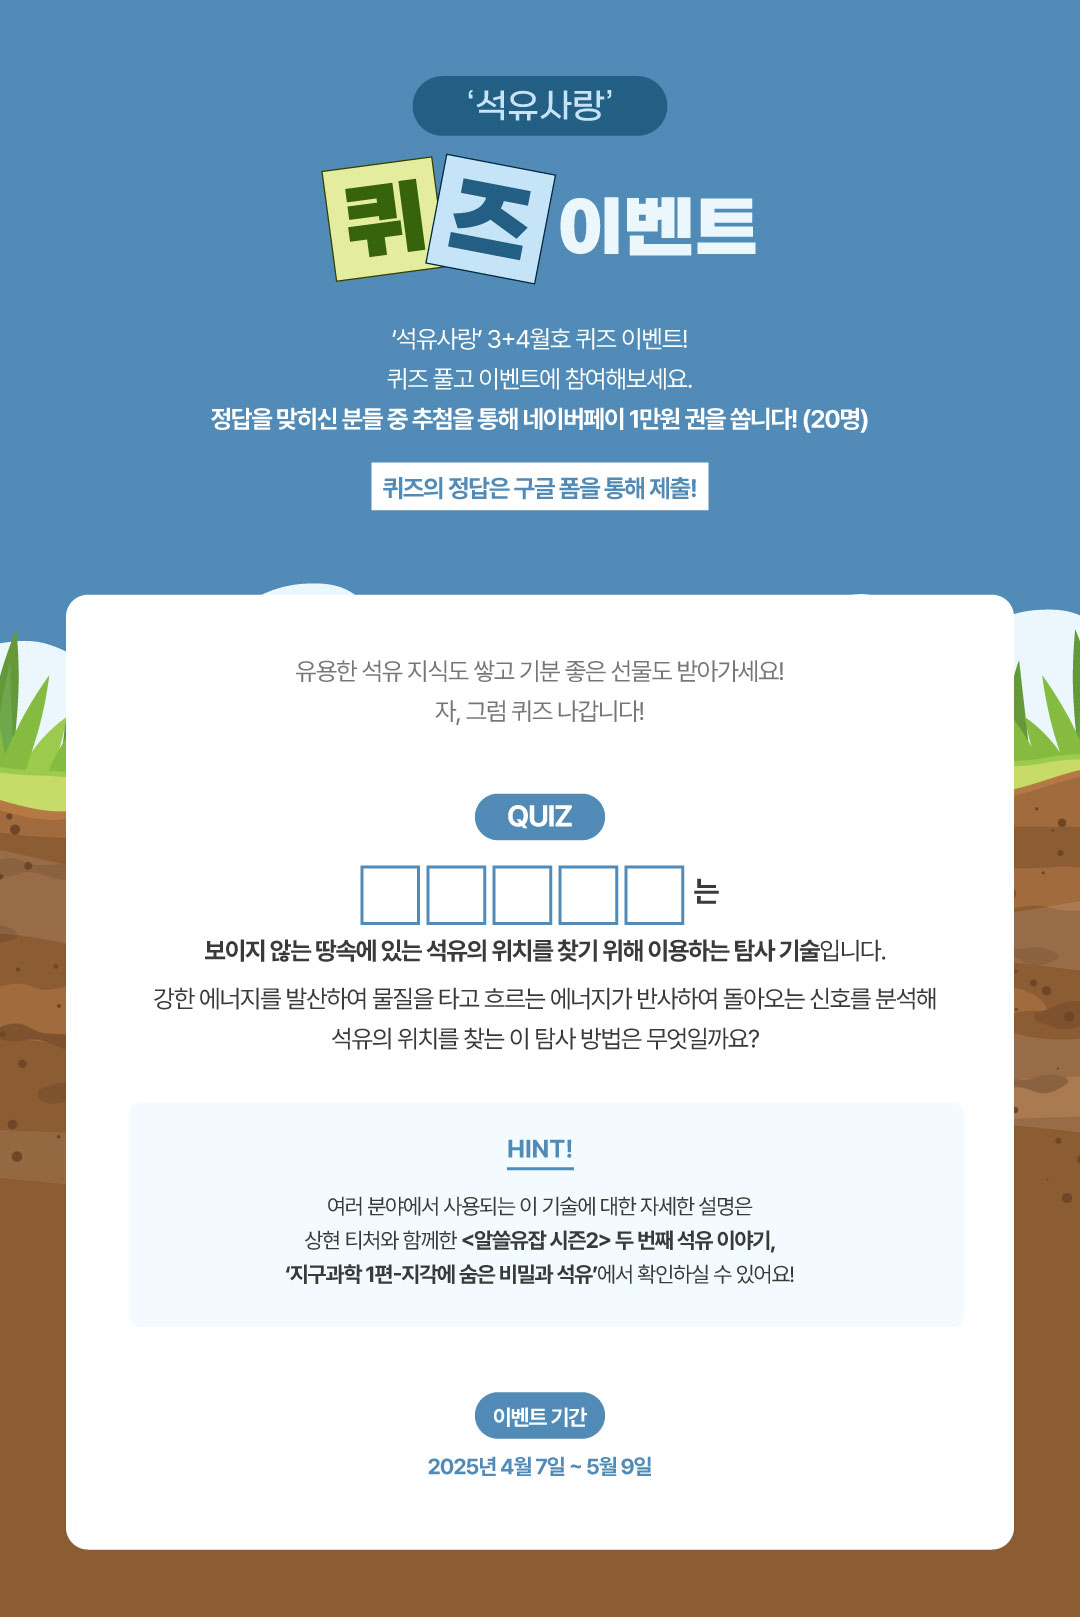 ‘석유사랑’
퀴즈 이벤트
‘석유사랑’ 3+4월호 퀴즈 이벤트!
퀴즈 풀고 이벤트에 참여해보세요.
정답을 맞히신 분들 중 추첨을 통해 네이버페이 1만원 권을 쏩니다! (20명)
퀴즈의 정답은 구글 폼을 통해 제출!
유용한 석유 지식도 쌓고 기분 좋은 선물도 받아가세요!
자, 그럼 퀴즈 나갑니다!
QUIZ
는
보이지 않는 땅속에 있는 석유의 위치를 찾기 위해 이용하는 탐사 기술입니다.
강한 에너지를 발산하여 물질을 타고 흐르는 에너지가 반사하여 돌아오는 신호를 분석해
석유의 위치를 찾는 이 탐사 방법은 무엇일까요?
HINT!
여러 분야에서 사용되는 이 기술에 대한 자세한 설명은
상현 티처와 함께한 <알쓸유잡 시즌2> 두 번째 석유 이야기,
‘지구과학 1편-지각에 숨은 비밀과 석유’에서 확인하실 수 있어요!
이벤트 기간
2025년 4월 7일 ~ 5월 9일